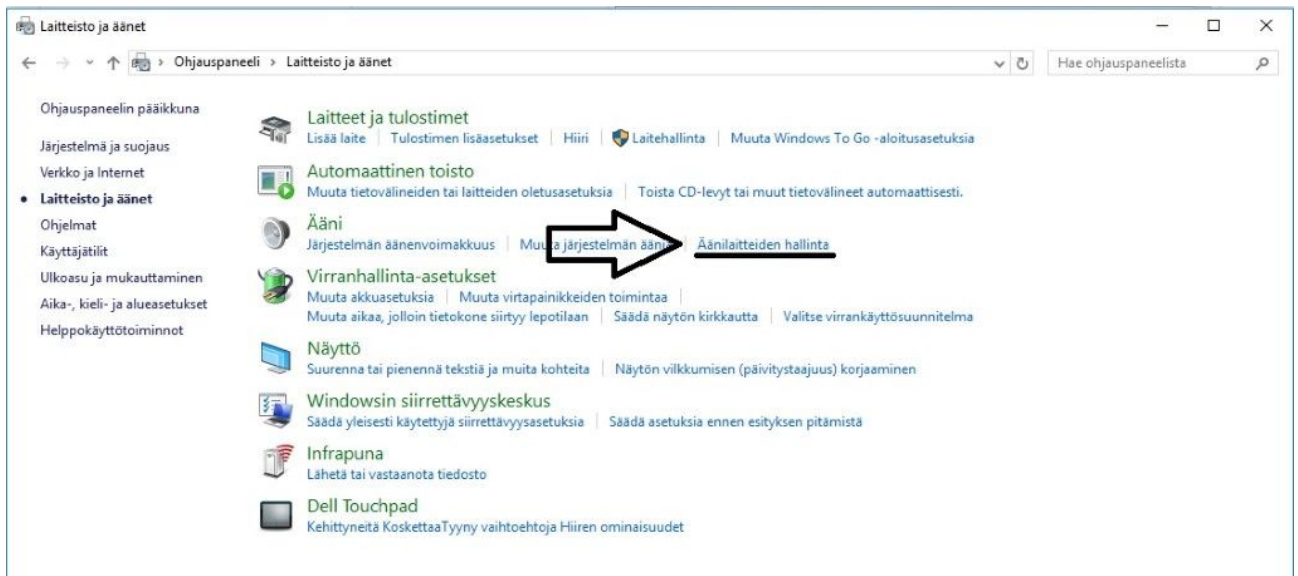 Laitteisto ja äänet
Ohjauspaneeli › Laitteisto ja äänet
Hae ohjauspaneelista
Ohjauspaneelin pääikkuna
Järjestelmä ja suojaus
Verkko ja Internet
Laitteisto ja äänet
Ohjelmat
Käyttäjätilit
Ulkoasu ja mukauttaminen
Aika-, kieli- ja alueasetukset
Helppokäyttötoiminnot
Laitteet ja tulostimet
Lisää laite | Tulostimen lisäasetukset | Hiiri | Laitehallinta | Muuta Windows To Go -aloitusasetuksia
Automaattinen toisto
Muuta tietovälineiden tai laitteiden oletusasetuksia | Toista CD-levyt tai muut tietovälineet automaattisesti.
Ääni
Järjestelmän äänenvoimakkuus | Muuta järjestelmän ääniä | Äänilaitteiden hallinta
Virranhallinta-asetukset
Muuta akkuasetuksia | Muuta virtapainikkeiden toimintaa |
Muuta aikaa, jolloin tietokone siirtyy lepotilaan | Säädä näytön kirkkautta | Valitse virrankäyttösuunnitelma
Näyttö
Suurenna tai pienennä tekstiä ja muita kohteita | Näytön vilkkumisen (päivitystaajuus) korjaaminen
Windowsin siirrettävyyskeskus
Säädä yleisesti käytettyjä siirrettävyysasetuksia | Säädä asetuksia ennen esityksen pitämistä
Infrapuna
Lähetä tai vastaanota tiedosto
Dell Touchpad
Kehittyneitä KoskettaaTyyny vaihtoehtoja Hiiren ominaisuudet